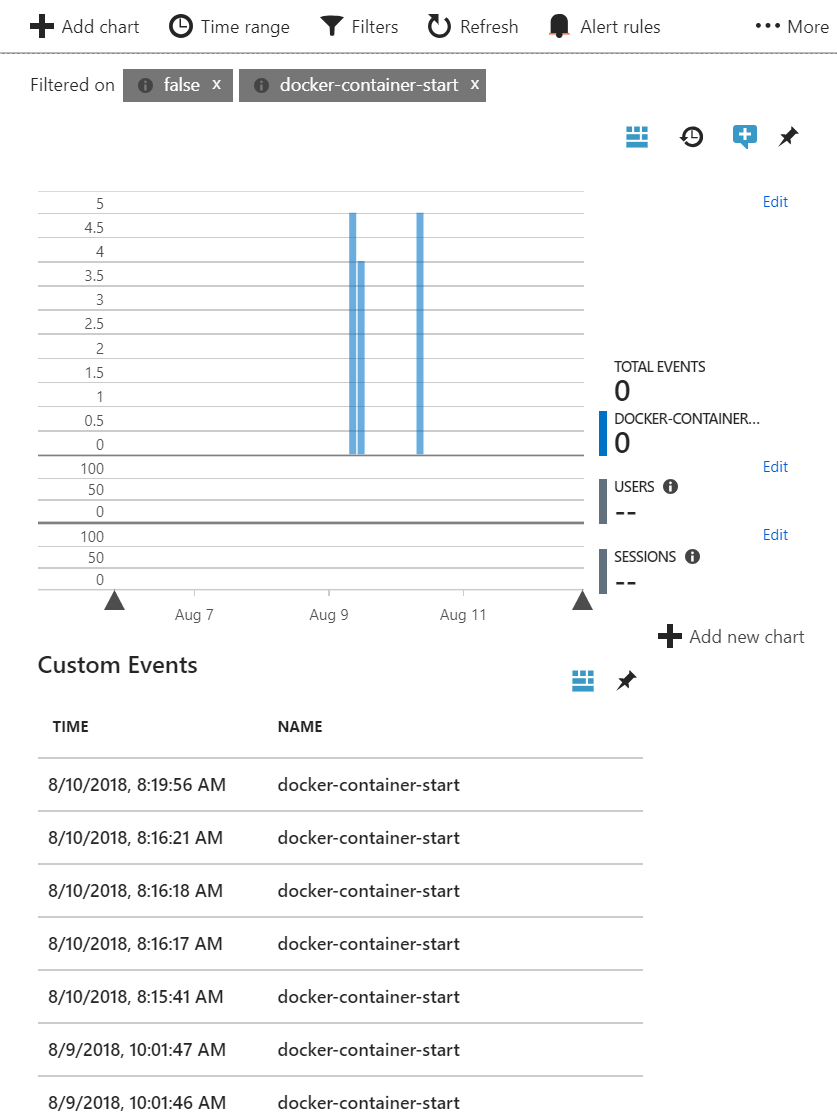 Add chart Time range Filters Refresh Alert rules More
Filtered on false x docker-container-start x
5 Edit
4.5
4
3.5
3
2.5
2
1.5
1
0.5
0
TOTAL EVENTS
0
DOCKER-CONTAINER...
0
100 Edit
50 USERS
0 --
100 Edit
50 SESSIONS
0 --
Aug 7 Aug 9 Aug 11
Add new chart
Custom Events
TIME NAME
8/10/2018, 8:19:56 AM docker-container-start
8/10/2018, 8:16:21 AM docker-container-start
8/10/2018, 8:16:18 AM docker-container-start
8/10/2018, 8:16:17 AM docker-container-start
8/10/2018, 8:15:41 AM docker-container-start
8/9/2018, 10:01:47 AM docker-container-start
8/9/2018, 10:01:46 AM docker-container-start